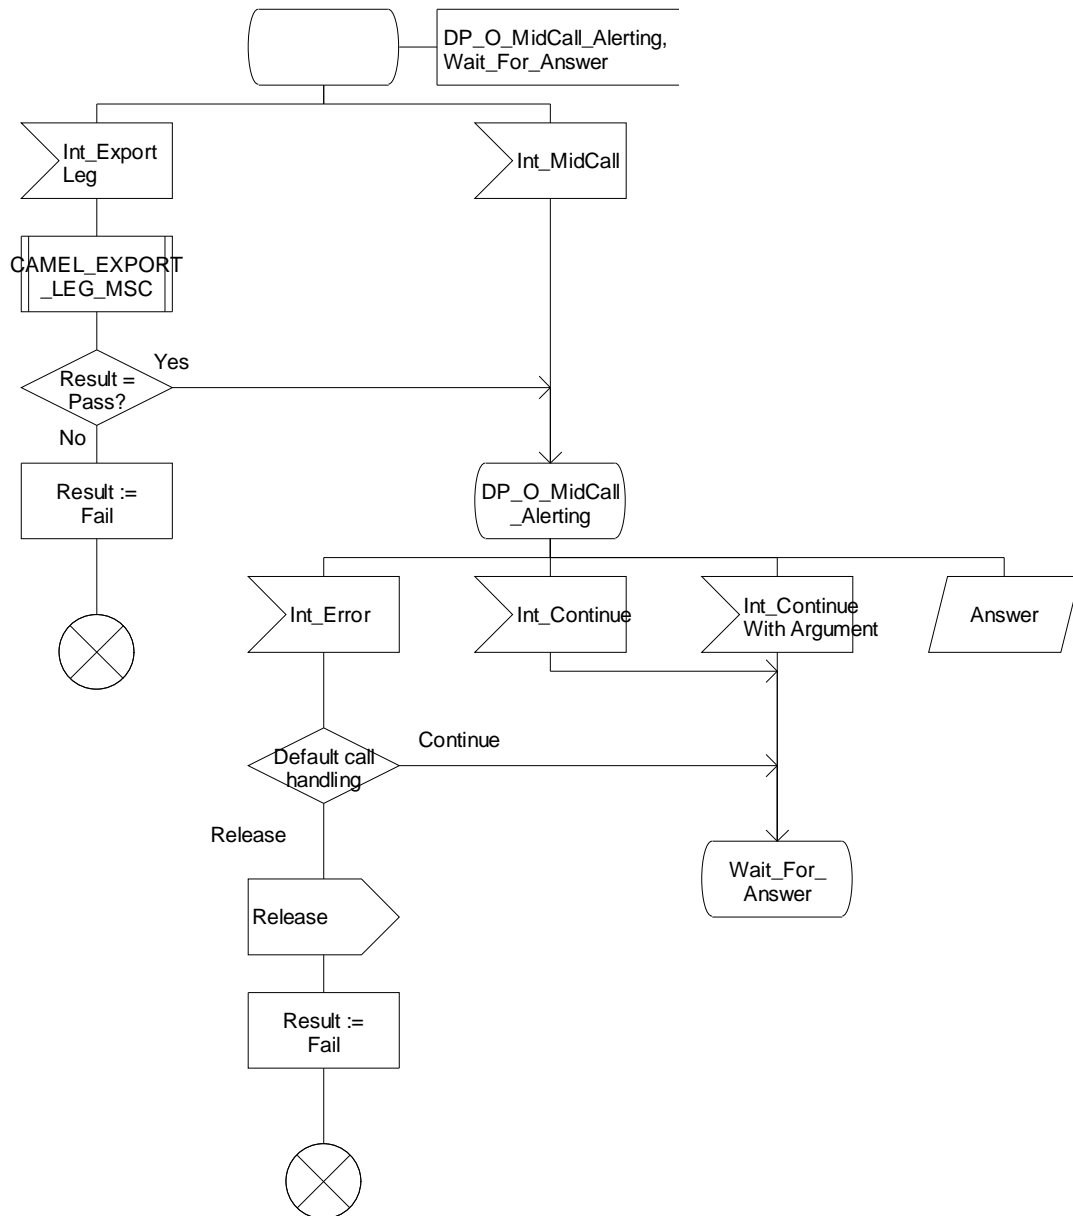 DP_O_MidCall_Alerting,
Wait_For_Answer
Int_Export
Leg
Int_MidCall
CAMEL_EXPORT
_LEG_MSC
Yes
Result =
Pass?
No
Result :=
Fail
DP_O_MidCall
_Alerting
Int_Error
Int_Continue
Int_Continue
With Argument
Answer
Default call
handling
Continue
Release
Wait_For_
Answer
Release
Result :=
Fail